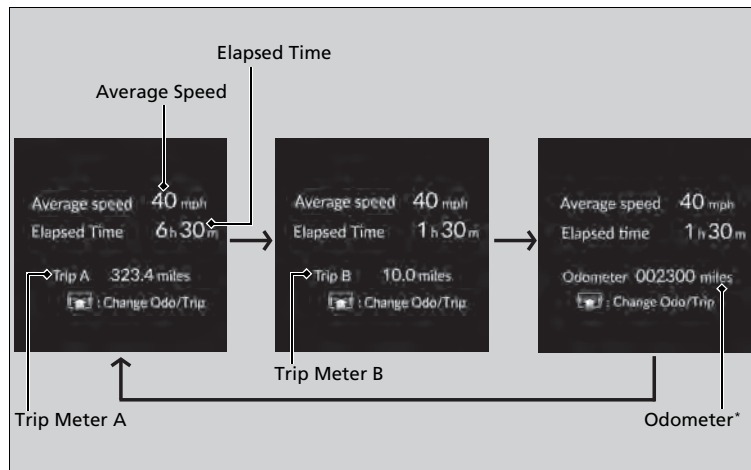 Elapsed Time
Average Speed
Average speed 40 mph
Elapsed Time 6 h 30 m
Trip A 323.4 miles
: Change Odo/Trip
Average speed 40 mph
Elapsed Time 1 h 30 m
Trip B 10.0 miles
: Change Odo/Trip
Average speed 40 mph
Elapsed time 1 h 30 m
Odometer 002300 miles
: Change Odo/Trip
Trip Meter A
Trip Meter B
Odometer*